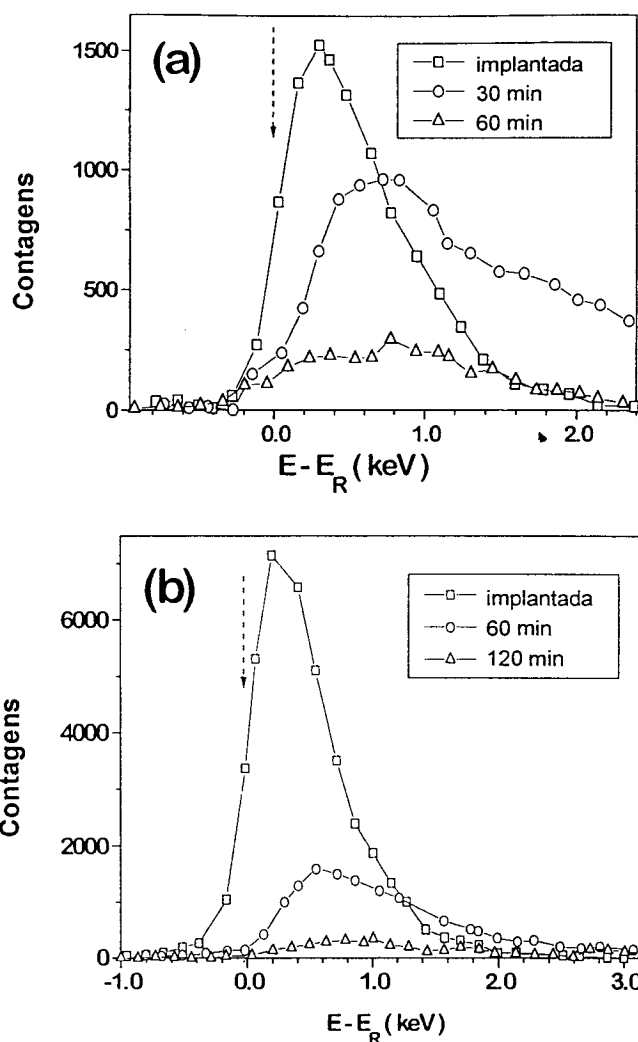 (a)
implantada
30 min
60 min
1500
1000
500
0
Contagens
0.0 1.0 2.0
E - E_R (keV)
(b)
implantada
60 min
120 min
6000
4000
2000
0
Contagens
-1.0 0.0 1.0 2.0 3.0
E - E_R (keV)